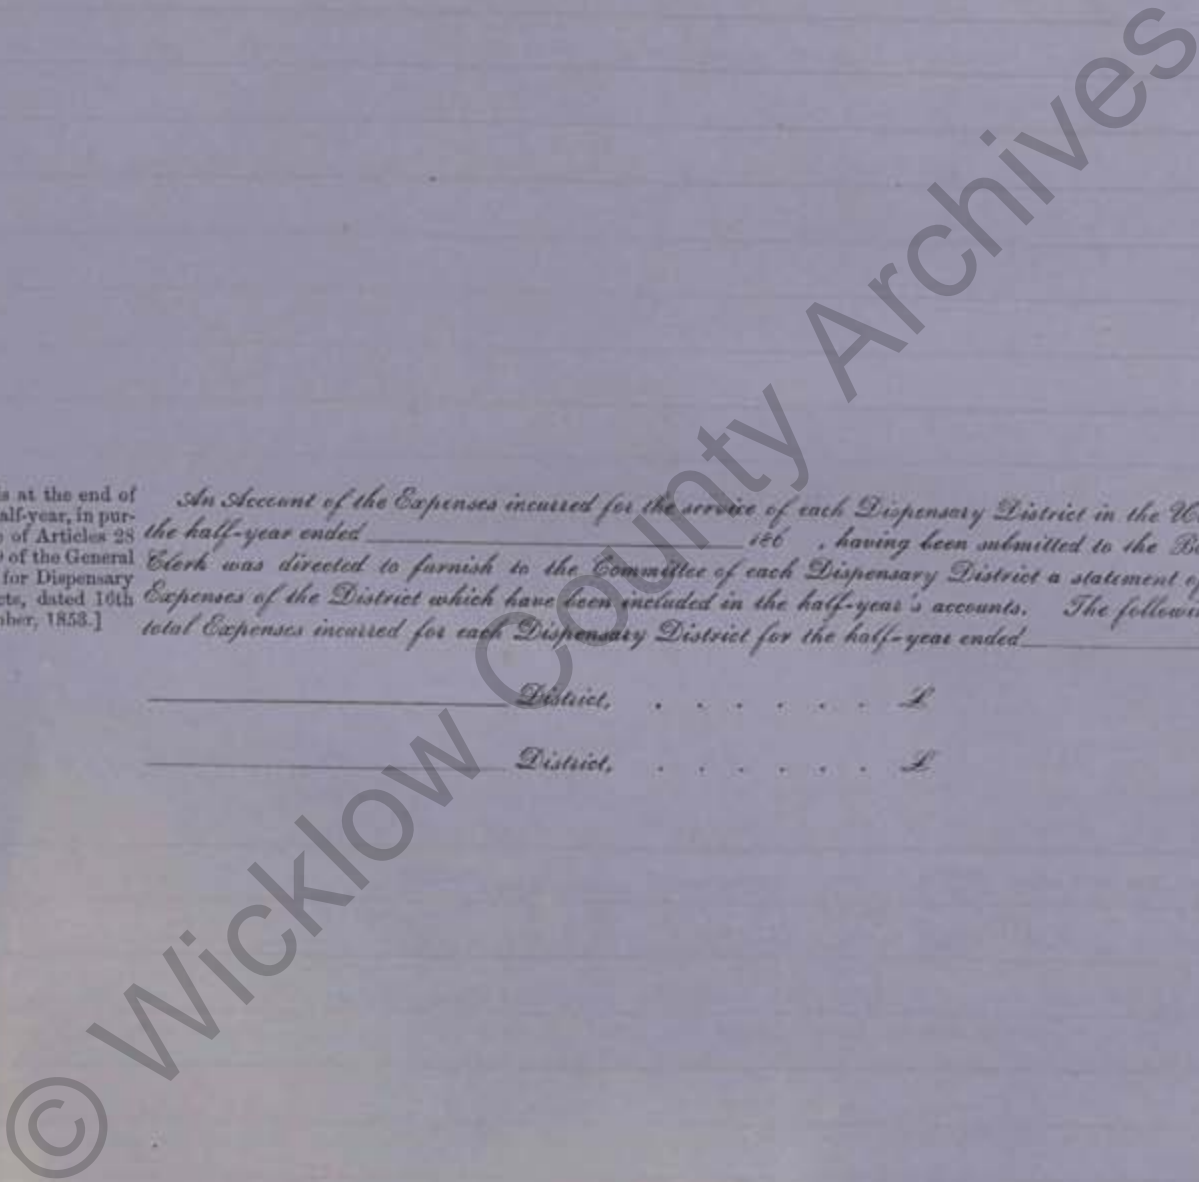 s at the end of
alf-year, in pur-
of Articles 28
of the General
for Dispensary
cts, dated 16th
ber, 1853.]
An Account of the Expenses incurred for the service of each Dispensary District in the U
the half-year ended 186 , having been submitted to the B
Clerk was directed to furnish to the Committee of each Dispensary District a statement of
Expenses of the District which have been included in the half-year's accounts. The follow
total Expenses incurred for each Dispensary District for the half-year ended
District, . . . . . . £
District, . . . . . . £
© Wicklow County Archives